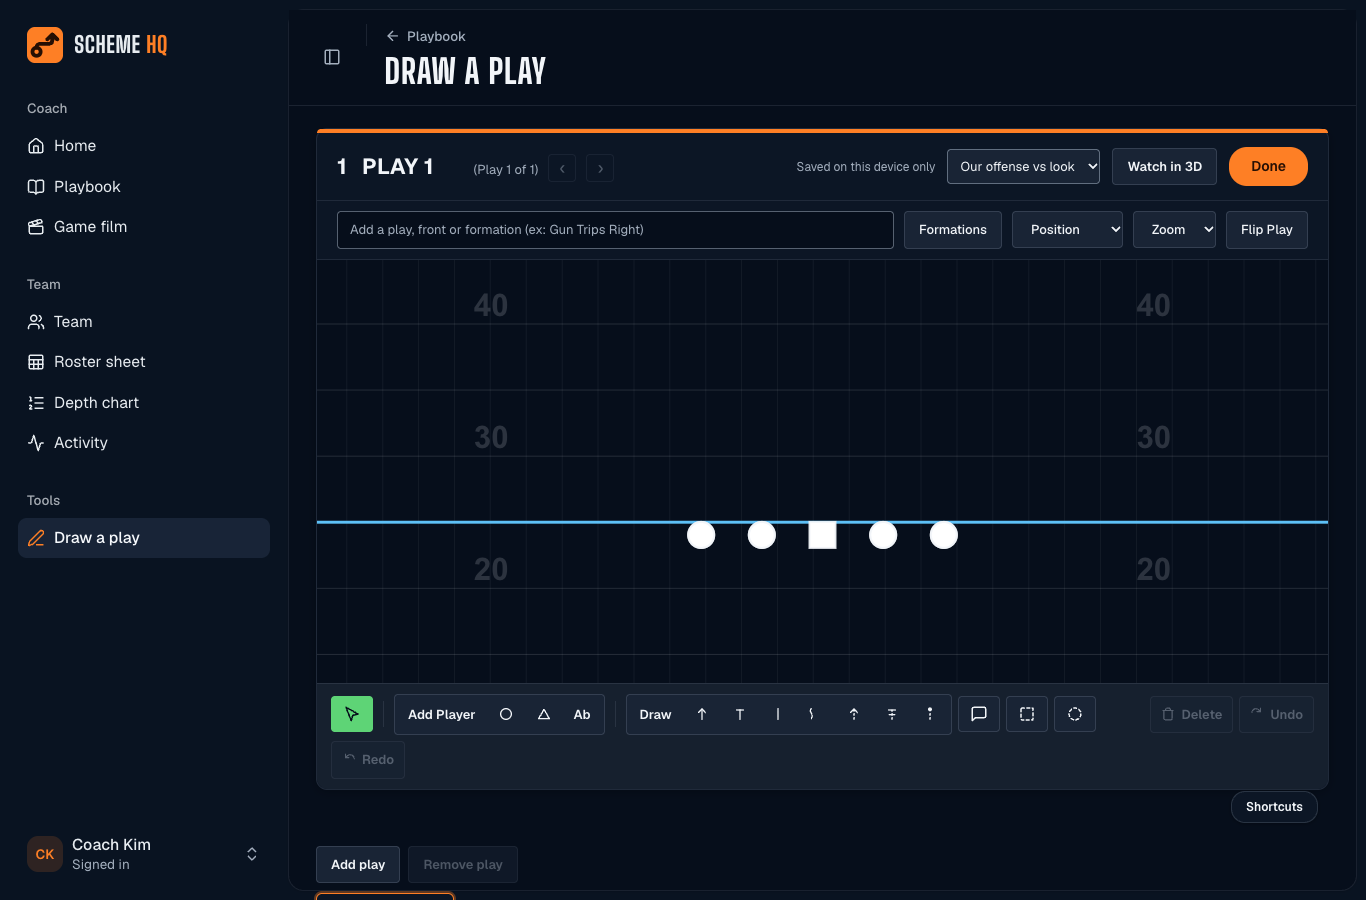 SCHEME HQ
Coach
Home
Playbook
Game film
Team
Team
Roster sheet
Depth chart
Activity
Tools
Draw a play
CK
Coach Kim
Signed in
Playbook
DRAW A PLAY
1 PLAY 1
(Play 1 of 1)
Saved on this device only
Our offense vs look
Watch in 3D
Done
Add a play, front or formation (ex: Gun Trips Right)
Formations
Position
Zoom
Flip Play
40 40
30 30
20 20
Add Player
Ab
Draw
Delete
Undo
Redo
Shortcuts
Add play
Remove play